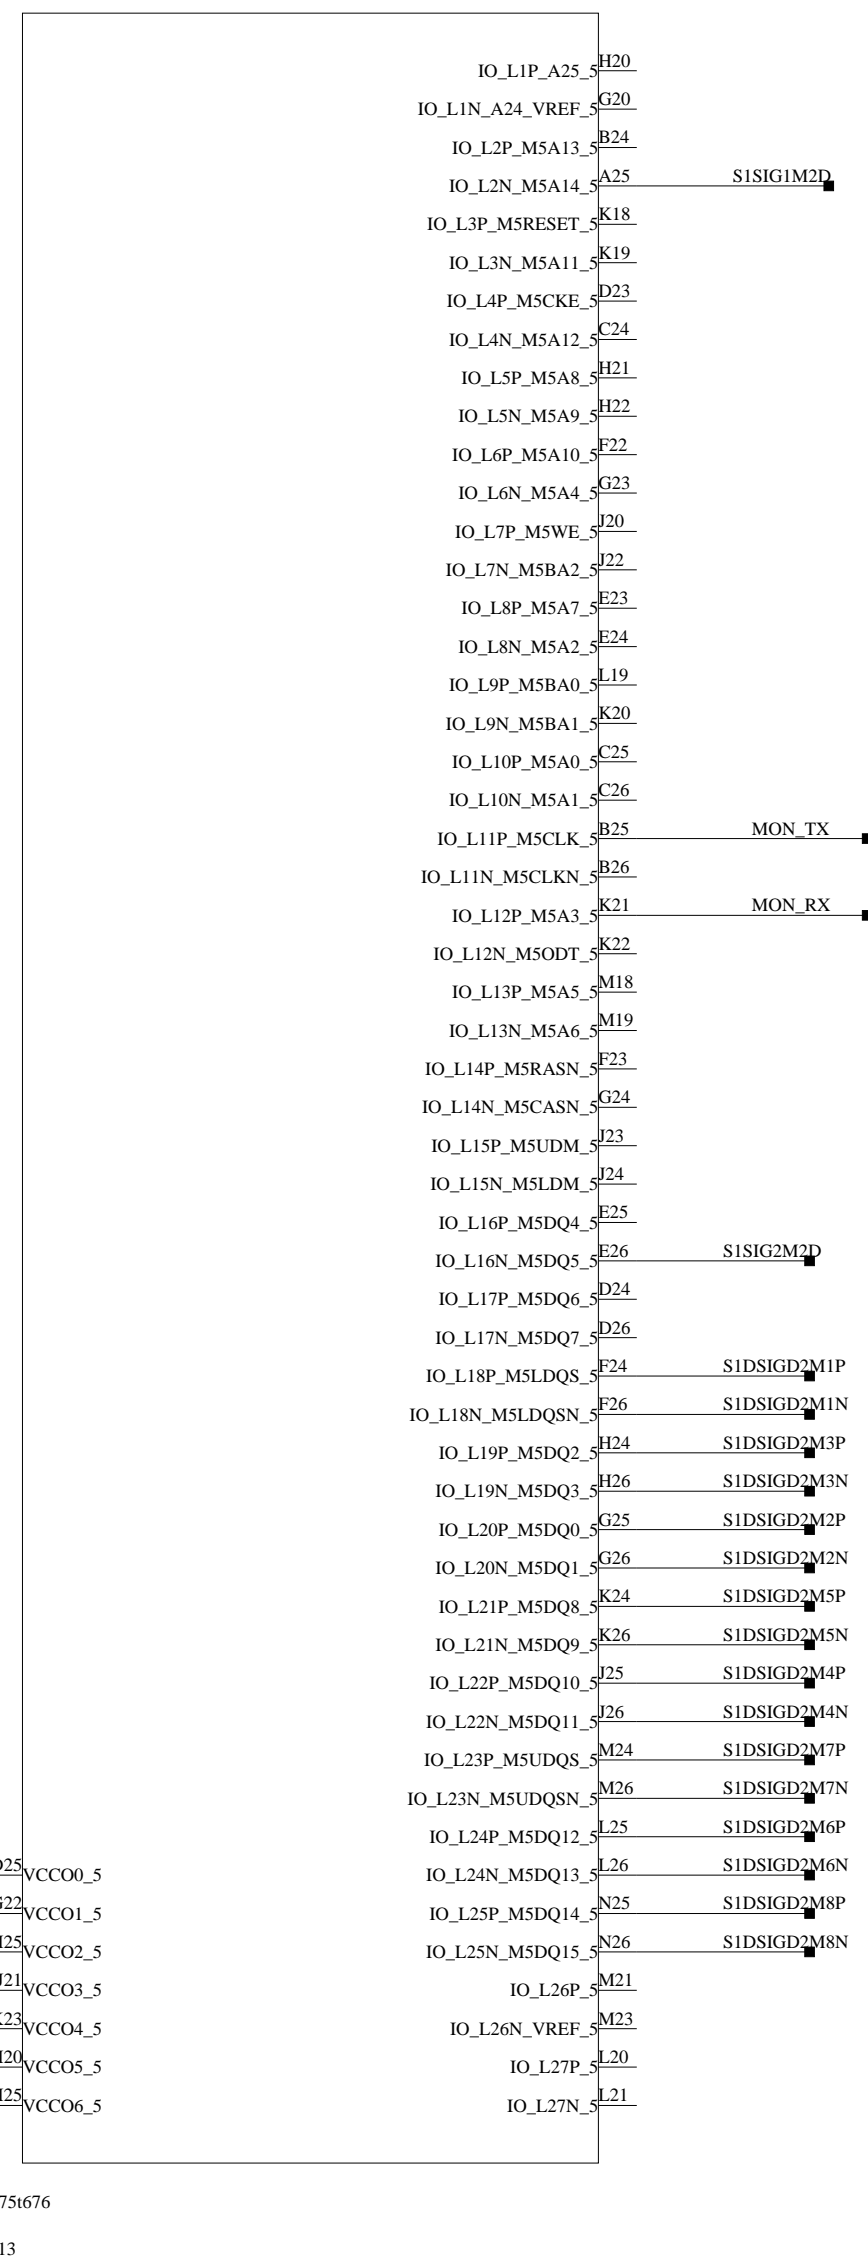 IO_L1P_A25_5 H20
IO_L1N_A24_VREF_5 G20
IO_L2P_M5A13_5 B24
IO_L2N_M5A14_5 A25 S1SIG1M2D
IO_L3P_M5RESET_5 K18
IO_L3N_M5A11_5 K19
IO_L4P_M5CKE_5 D23
IO_L4N_M5A12_5 C24
IO_L5P_M5A8_5 H21
IO_L5N_M5A9_5 H22
IO_L6P_M5A10_5 F22
IO_L6N_M5A4_5 G23
IO_L7P_M5WE_5 J20
IO_L7N_M5BA2_5 J22
IO_L8P_M5A7_5 E23
IO_L8N_M5A2_5 E24
IO_L9P_M5BA0_5 L19
IO_L9N_M5BA1_5 K20
IO_L10P_M5A0_5 C25
IO_L10N_M5A1_5 C26
IO_L11P_M5CLK_5 B25 MON_TX
IO_L11N_M5CLKN_5 B26
IO_L12P_M5A3_5 K21 MON_RX
IO_L12N_M5ODT_5 K22
IO_L13P_M5A5_5 M18
IO_L13N_M5A6_5 M19
IO_L14P_M5RASN_5 F23
IO_L14N_M5CASN_5 G24
IO_L15P_M5UDM_5 J23
IO_L15N_M5LDM_5 J24
IO_L16P_M5DQ4_5 E25
IO_L16N_M5DQ5_5 E26 S1SIG2M2D
IO_L17P_M5DQ6_5 D24
IO_L17N_M5DQ7_5 D26
IO_L18P_M5LDQS_5 F24 S1DSIGD2M1P
IO_L18N_M5LDQSN_5 F26 S1DSIGD2M1N
IO_L19P_M5DQ2_5 H24 S1DSIGD2M3P
IO_L19N_M5DQ3_5 H26 S1DSIGD2M3N
IO_L20P_M5DQ0_5 G25 S1DSIGD2M2P
IO_L20N_M5DQ1_5 G26 S1DSIGD2M2N
IO_L21P_M5DQ8_5 K24 S1DSIGD2M5P
IO_L21N_M5DQ9_5 K26 S1DSIGD2M5N
IO_L22P_M5DQ10_5 J25 S1DSIGD2M4P
IO_L22N_M5DQ11_5 J26 S1DSIGD2M4N
IO_L23P_M5UDQS_5 M24 S1DSIGD2M7P
IO_L23N_M5UDQSN_5 M26 S1DSIGD2M7N
IO_L24P_M5DQ12_5 L25 S1DSIGD2M6P
VCCO0_5 IO_L24N_M5DQ13_5 L26 S1DSIGD2M6N
VCCO1_5 IO_L25P_M5DQ14_5 N25 S1DSIGD2M8P
VCCO2_5 IO_L25N_M5DQ15_5 N26 S1DSIGD2M8N
VCCO3_5 IO_L26P_5 M21
VCCO4_5 IO_L26N_VREF_5 M23
VCCO5_5 IO_L27P_5 L20
VCCO6_5 IO_L27N_5 L21
75t676
13